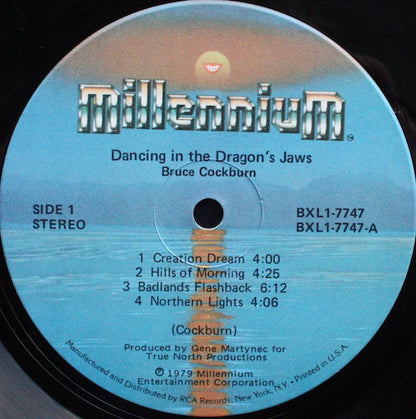 millennium
Dancing in the Dragon's Jaws
Bruce Cockburn
SIDE 1
STEREO
BXL1-7747
BXL1-7747-A
1 Creation Dream 4:00
2 Hills of Morning 4:25
3 Badlands Flashback 6:12
4 Northern Lights 4:06
(Cockburn)
Produced by Gene Martynec for
True North Productions
℗ 1979 Millennium
Entertainment Corporation
Manufactured and Distributed by RCA Records, New York, N.Y. • Printed in U.S.A.